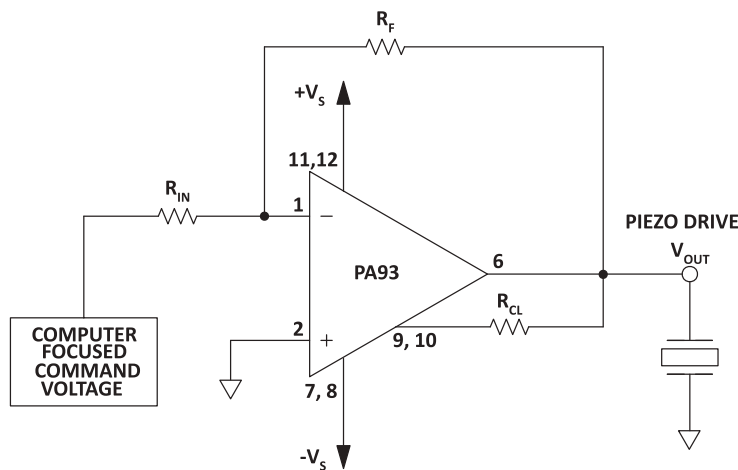 R_F
+V_S
11,12
R_IN
1
−
PIEZO DRIVE
V_OUT
6
PA93
R_CL
2
+
9, 10
COMPUTER
FOCUSED
COMMAND
VOLTAGE
7, 8
-V_S